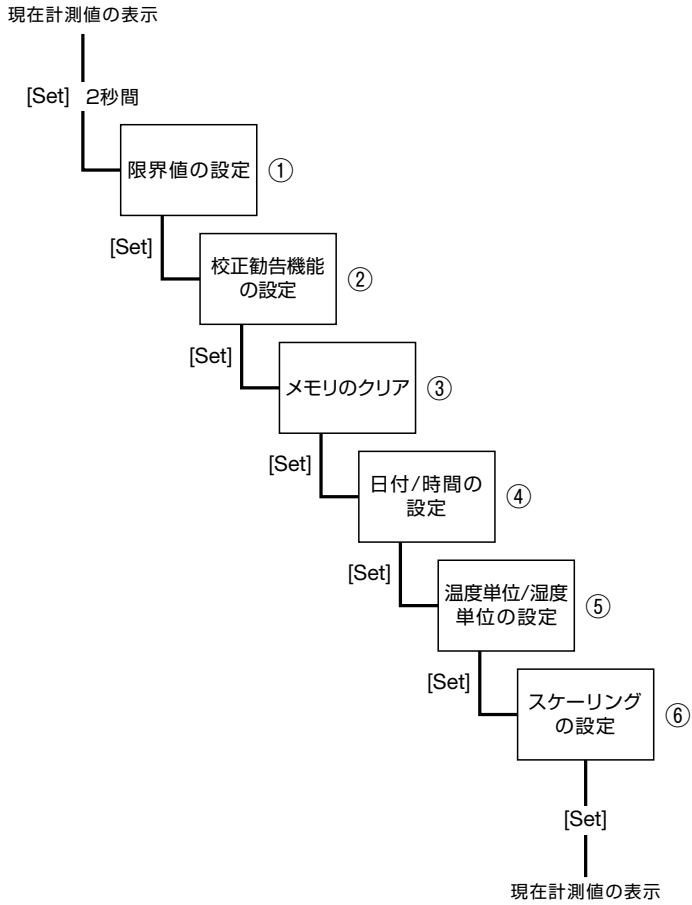 現在計測値の表示
[Set] 2秒間
限界値の設定 ①
[Set]
校正勧告機能
の設定
②
[Set]
メモリのクリア ③
[Set]
日付/時間の
設定
④
[Set]
温度単位/湿度
単位の設定
⑤
[Set]
スケーリング
の設定
⑥
[Set]
現在計測値の表示